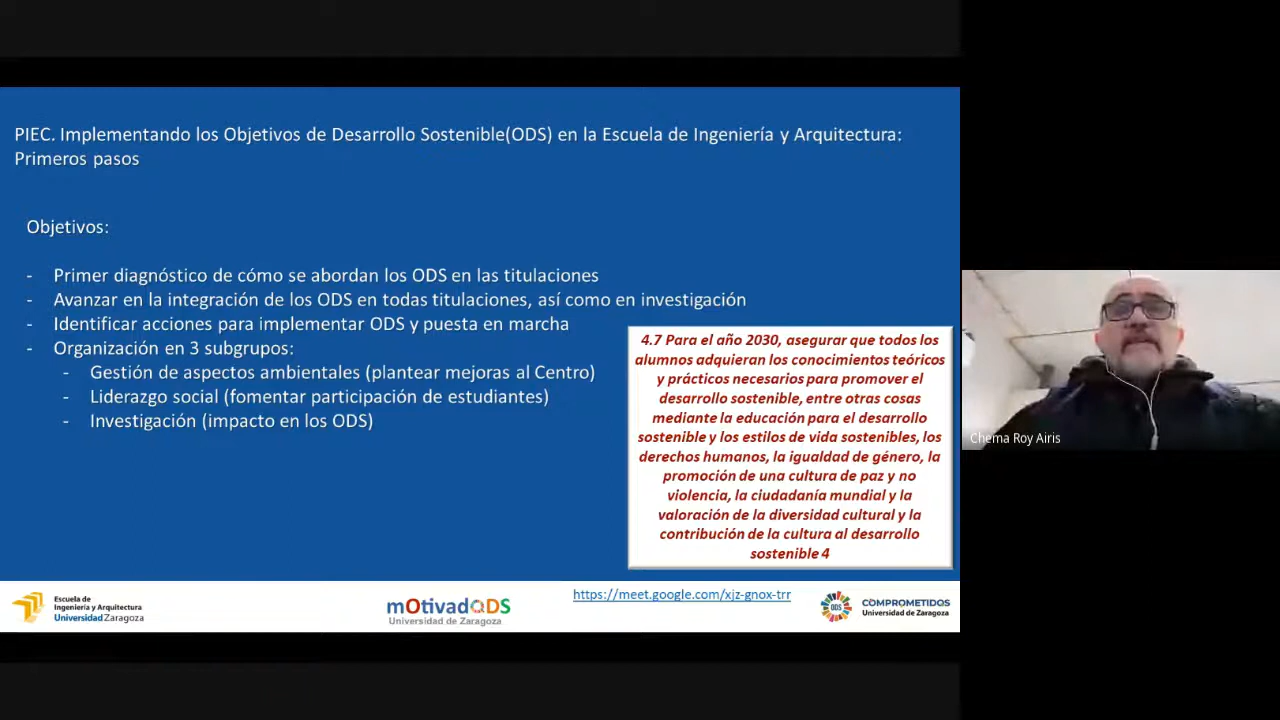 PIEC. Implementando los Objetivos de Desarrollo Sostenible(ODS) en la Escuela de Ingeniería y Arquitectura:
Primeros pasos
Objetivos:
- Primer diagnóstico de cómo se abordan los ODS en las titulaciones
- Avanzar en la integración de los ODS en todas titulaciones, así como en investigación
- Identificar acciones para implementar ODS y puesta en marcha
- Organización en 3 subgrupos:
- Gestión de aspectos ambientales (plantear mejoras al Centro)
- Liderazgo social (fomentar participación de estudiantes)
- Investigación (impacto en los ODS)
4.7 Para el año 2030, asegurar que todos los
alumnos adquieran los conocimientos teóricos
y prácticos necesarios para promover el
desarrollo sostenible, entre otras cosas
mediante la educación para el desarrollo
sostenible y los estilos de vida sostenibles, los
derechos humanos, la igualdad de género, la
promoción de una cultura de paz y no
violencia, la ciudadanía mundial y la
valoración de la diversidad cultural y la
contribución de la cultura al desarrollo
sostenible 4
Chema Roy Airis
Escuela de
Ingeniería y Arquitectura
Universidad Zaragoza
mOtivadODS
Universidad de Zaragoza
https://meet.google.com/xjz-gnox-trr
ODS
COMPROMETIDOS
Universidad de Zaragoza